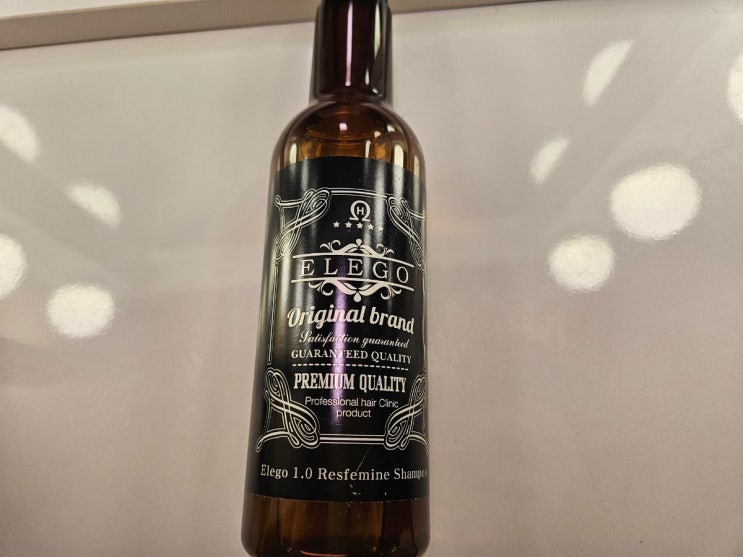 H
ELEGO
Original brand
Satisfaction guaranteed
GUARANTEED QUALITY
PREMIUM QUALITY
Professional hair Clinic
product
Elego 1.0 Resfemine Shampoo